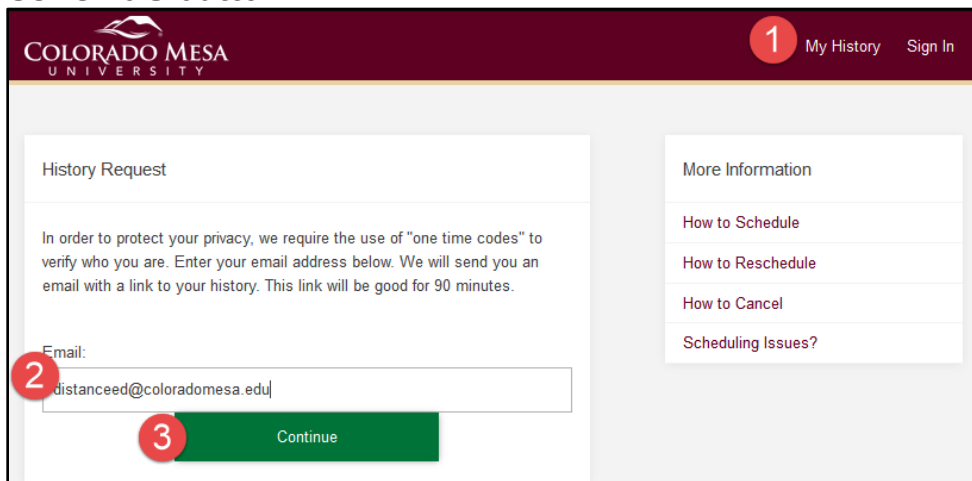 COLORADO MESA
UNIVERSITY
1
My History
Sign In
History Request
In order to protect your privacy, we require the use of "one time codes" to
verify who you are. Enter your email address below. We will send you an
email with a link to your history. This link will be good for 90 minutes.
Email:
2
distanceed@coloradomesa.edu
3
Continue
More Information
How to Schedule
How to Reschedule
How to Cancel
Scheduling Issues?